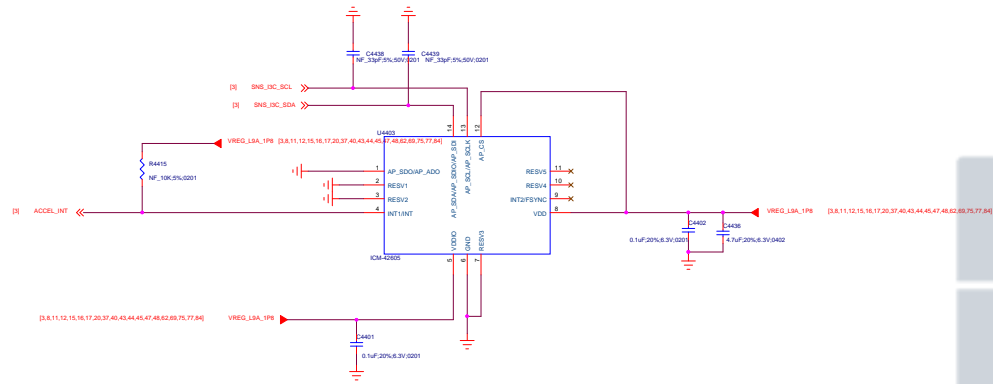 C4438
NF_33pF;5%;50V;0201
C4439
NF_33pF;5%;50V;0201
[3] SNS_I3C_SCL
[3] SNS_I3C_SDA
14
13
12
U4403
VREG_L9A_1P8 [3,8,11,12,15,16,17,20,37,40,43,44,45,47,48,62,69,75,77,84]
AP_SDA/AP_SDIO/AP_SDI
AP_SCL/AP_SCLK
AP_CS
R4415
NF_10K;5%;0201
1 AP_SDO/AP_ADO
2 RESV1
3 RESV2
4 INT1/INT
RESV5 11
RESV4 10
INT2/FSYNC 9
VDD 8
[3] ACCEL_INT
VREG_L9A_1P8 [3,8,11,12,15,16,17,20,37,40,43,44,45,47,48,62,69,75,77,84]
C4402
0.1uF;20%;6.3V;0201
C4436
4.7uF;20%;6.3V;0402
VDDIO
GND
RESV3
ICM-42605
5
6
7
[3,8,11,12,15,16,17,20,37,40,43,44,45,47,48,62,69,75,77,84] VREG_L9A_1P8
C4401
0.1uF;20%;6.3V;0201